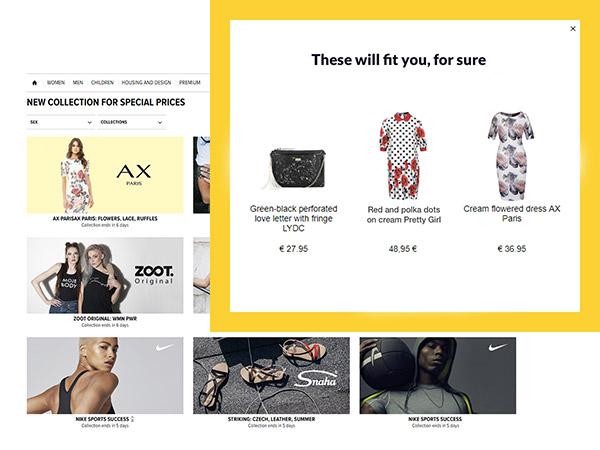 These will fit you, for sure
Green-black perforated
love letter with fringe
LYDC
€ 27.95
Red and polka dots
on cream Pretty Girl
48,95 €
Cream flowered dress AX
Paris
€ 36.95
WOMEN MEN CHILDREN HOUSING AND DESIGN PREMIUM
NEW COLLECTION FOR SPECIAL PRICES
SEX COLLECTIONS
AX
PARIS
AX PARISAX PARIS: FLOWERS, LACE, RUFFLES
Collection ends in 6 days
MOJE
BODY
ZOOT.
Original
ZOOT ORIGINAL: WMN PWR
Collection ends in 6 days
NIKE SPORTS SUCCESS
Collection ends in 5 days
Snaha
STRIKING: CZECH, LEATHER, SUMMER
Collection ends in 5 days
NIKE SPORTS SUCCESS
Collection ends in 5 days